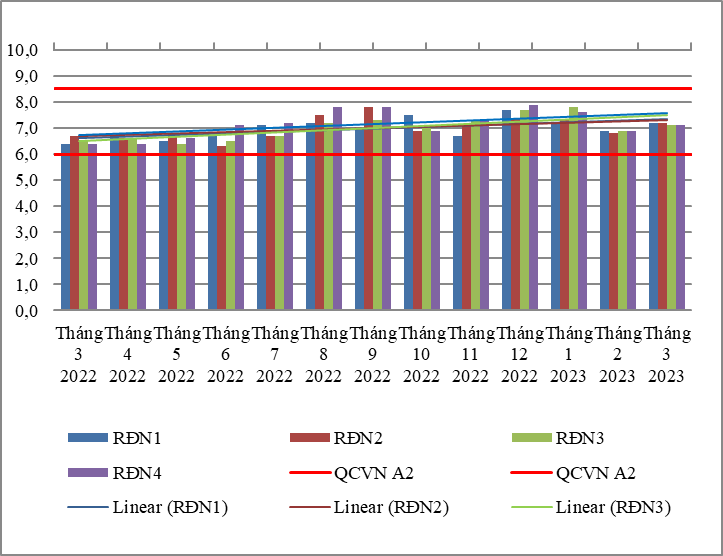 10,0
9,0
8,0
7,0
6,0
5,0
4,0
3,0
2,0
1,0
0,0
Tháng Tháng Tháng Tháng Tháng Tháng Tháng Tháng Tháng Tháng Tháng Tháng Tháng
3 4 5 6 7 8 9 10 11 12 1 2 3
2022 2022 2022 2022 2022 2022 2022 2022 2022 2022 2023 2023 2023
RĐN1 RĐN2 RĐN3
RĐN4 QCVN A2 QCVN A2
Linear (RĐN1) Linear (RĐN2) Linear (RĐN3)